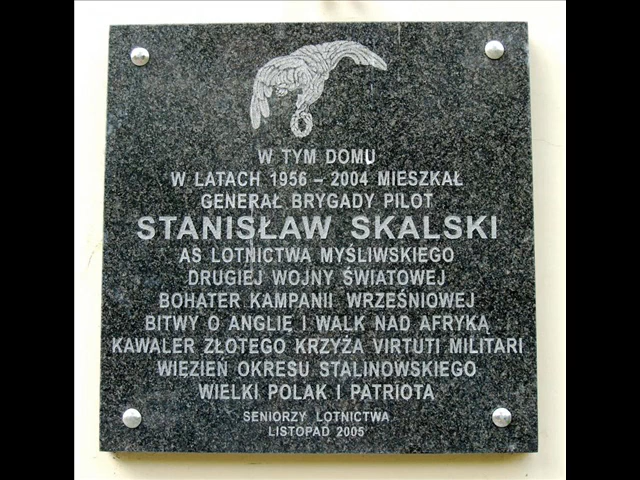 W TYM DOMU
W LATACH 1956 – 2004 MIESZKAŁ
GENERAŁ BRYGADY PILOT
STANISŁAW SKALSKI
AS LOTNICTWA MYŚLIWSKIEGO
DRUGIEJ WOJNY ŚWIATOWEJ
BOHATER KAMPANII WRZEŚNIOWEJ
BITWY O ANGLIĘ I WALK NAD AFRYKĄ
KAWALER ZŁOTEGO KRZYŻA VIRTUTI MILITARI
WIĘZIEŃ OKRESU STALINOWSKIEGO
WIELKI POLAK I PATRIOTA
SENIORZY LOTNICTWA
LISTOPAD 2005